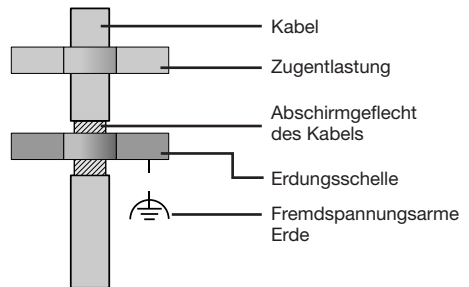 Kabel
Zugentlastung
Abschirmgeflecht
des Kabels
Erdungsschelle
Fremdspannungsarme
Erde